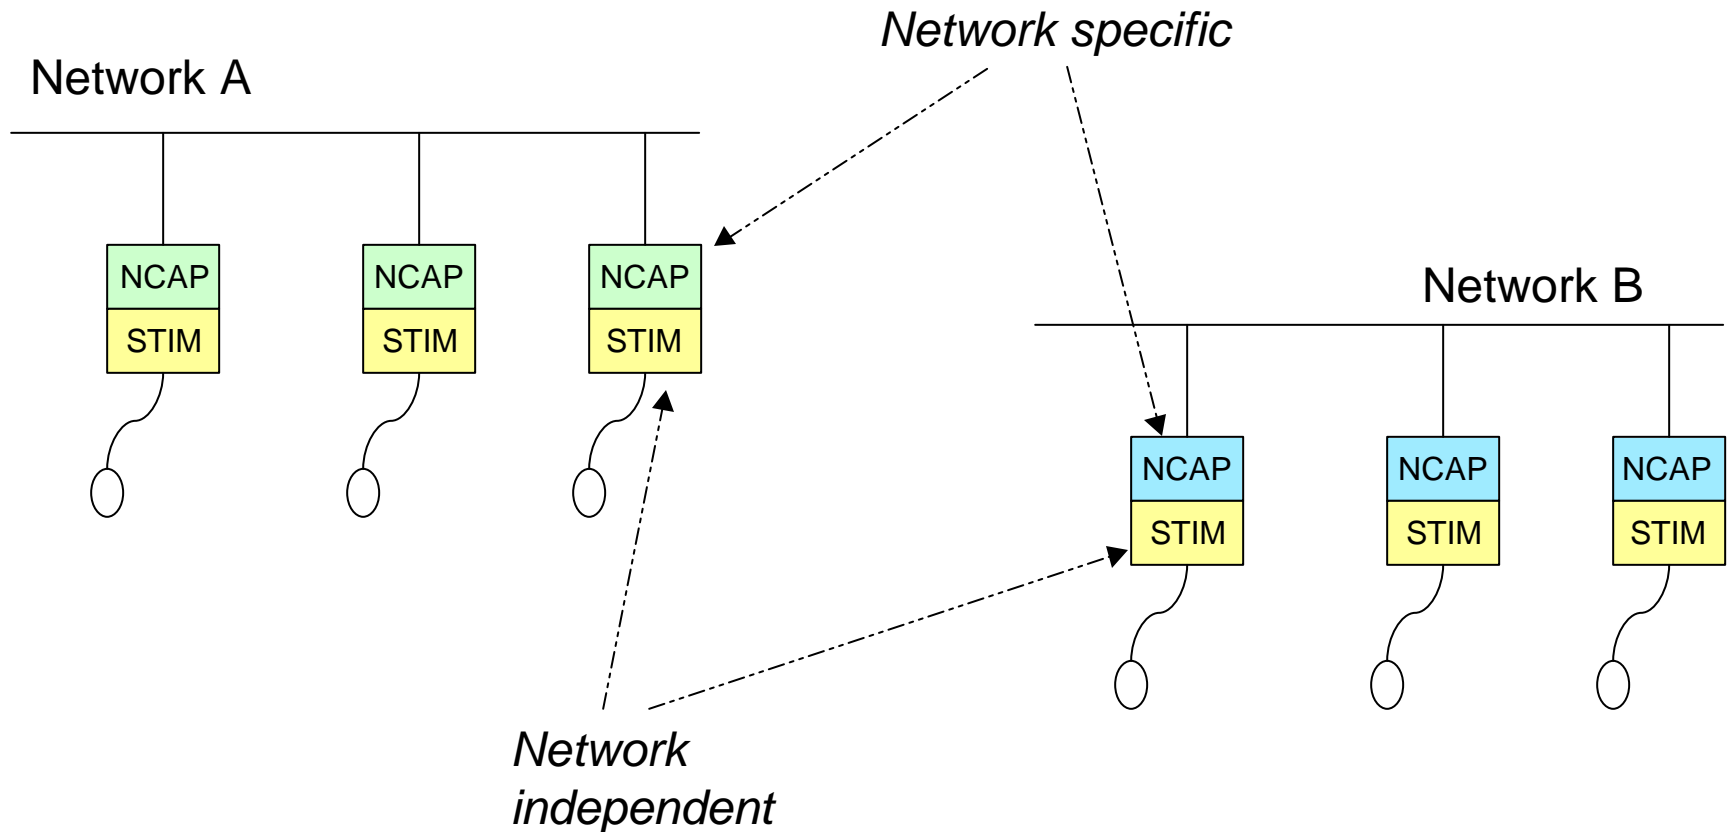 Network specific
Network A
NCAP
NCAP
NCAP
STIM
STIM
STIM
Network B
NCAP
NCAP
NCAP
STIM
STIM
STIM
Network
independent